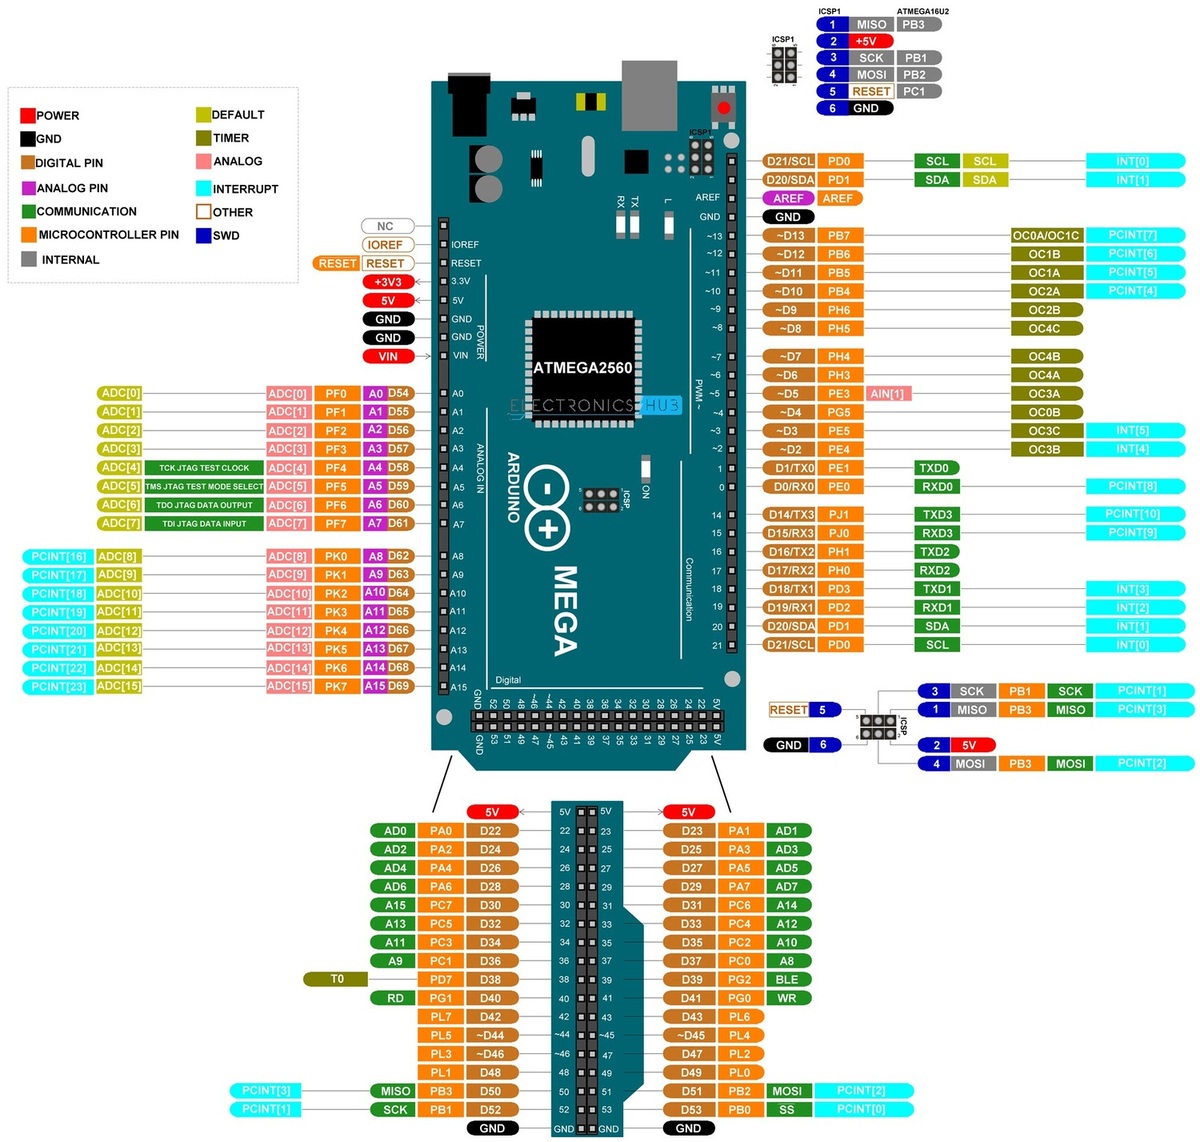 ICSP1 ATMEGA16U2
1 MISO PB3
2 +5V
3 SCK PB1
4 MOSI PB2
5 RESET PC1
6 GND
ICSP1
POWER DEFAULT
GND TIMER
DIGITAL PIN ANALOG
ANALOG PIN INTERRUPT
COMMUNICATION OTHER
MICROCONTROLLER PIN SWD
INTERNAL
ICSP1
RX TX L
NC
IOREF IOREF
RESET RESET RESET
+3V3 3.3V
5V 5V
GND GND
GND GND
VIN VIN
POWER
ADC[0] ADC[0] PF0 A0 D54 A0
ADC[1] ADC[1] PF1 A1 D55 A1
ADC[2] ADC[2] PF2 A2 D56 A2
ADC[3] ADC[3] PF3 A3 D57 A3
ADC[4] TCK JTAG TEST CLOCK ADC[4] PF4 A4 D58 A4
ADC[5] TMS JTAG TEST MODE SELECT ADC[5] PF5 A5 D59 A5
ADC[6] TDO JTAG DATA OUTPUT ADC[6] PF6 A6 D60 A6
ADC[7] TDI JTAG DATA INPUT ADC[7] PF7 A7 D61 A7
PCINT[16] ADC[8] ADC[8] PK0 A8 D62 A8
PCINT[17] ADC[9] ADC[9] PK1 A9 D63 A9
PCINT[18] ADC[10] ADC[10] PK2 A10 D64 A10
PCINT[19] ADC[11] ADC[11] PK3 A11 D65 A11
PCINT[20] ADC[12] ADC[12] PK4 A12 D66 A12
PCINT[21] ADC[13] ADC[13] PK5 A13 D67 A13
PCINT[22] ADC[14] ADC[14] PK6 A14 D68 A14
PCINT[23] ADC[15] ADC[15] PK7 A15 D69 A15
ANALOG IN
ATMEGA2560
ELECTRONICS HUB
ARDUINO
MEGA
ON
ICSP
PWM ~
Communication
D21/SCL PD0 SCL SCL INT[0]
D20/SDA PD1 SDA SDA INT[1]
AREF AREF AREF
GND GND
~13 ~D13 PB7 OC0A/OC1C PCINT[7]
~12 ~D12 PB6 OC1B PCINT[6]
~11 ~D11 PB5 OC1A PCINT[5]
~10 ~D10 PB4 OC2A PCINT[4]
~9 ~D9 PH6 OC2B
~8 ~D8 PH5 OC4C
~7 ~D7 PH4 OC4B
~6 ~D6 PH3 OC4A
~5 ~D5 PE3 AIN[1] OC3A
~4 ~D4 PG5 OC0B
~3 ~D3 PE5 OC3C INT[5]
~2 ~D2 PE4 OC3B INT[4]
1 D1/TX0 PE1 TXD0
0 D0/RX0 PE0 RXD0 PCINT[8]
14 D14/TX3 PJ1 TXD3 PCINT[10]
15 D15/RX3 PJ0 RXD3 PCINT[9]
16 D16/TX2 PH1 TXD2
17 D17/RX2 PH0 RXD2
18 D18/TX1 PD3 TXD1 INT[3]
19 D19/RX1 PD2 RXD1 INT[2]
20 D20/SDA PD1 SDA INT[1]
21 D21/SCL PD0 SCL INT[0]
Digital
GND 52 50 48 ~46 ~44 42 40 38 36 34 32 30 28 26 24 22 5V
GND 53 51 49 47 ~45 43 41 39 37 35 33 31 29 27 25 23 5V
3 SCK PB1 SCK PCINT[1]
RESET 5 1 MISO PB3 MISO PCINT[3]
ICSP
GND 6 2 5V
4 MOSI PB3 MOSI PCINT[2]
5V 5V 5V 5V
AD0 PA0 D22 22 23 D23 PA1 AD1
AD2 PA2 D24 24 25 D25 PA3 AD3
AD4 PA4 D26 26 27 D27 PA5 AD5
AD6 PA6 D28 28 29 D29 PA7 AD7
A15 PC7 D30 30 31 D31 PC6 A14
A13 PC5 D32 32 33 D33 PC4 A12
A11 PC3 D34 34 35 D35 PC2 A10
A9 PC1 D36 36 37 D37 PC0 A8
T0 PD7 D38 38 39 D39 PG2 BLE
RD PG1 D40 40 41 D41 PG0 WR
PL7 D42 42 43 D43 PL6
PL5 ~D44 ~44 ~45 ~D45 PL4
PL3 ~D46 ~46 47 D47 PL2
PL1 D48 48 49 D49 PL0
PCINT[3] MISO PB3 D50 50 51 D51 PB2 MOSI PCINT[2]
PCINT[1] SCK PB1 D52 52 53 D53 PB0 SS PCINT[0]
GND GND GND GND